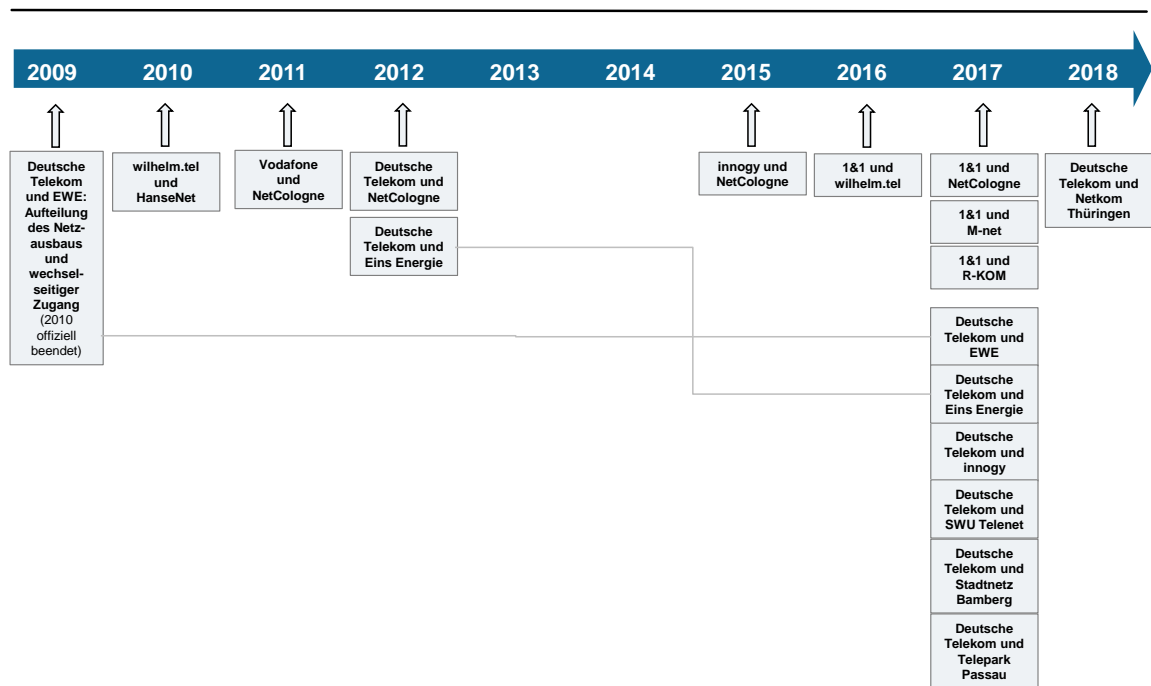 2009 2010 2011 2012 2013 2014 2015 2016 2017 2018
Deutsche
Telekom
und EWE:
Aufteilung
des Netz-
ausbaus
und
wechsel-
seitiger
Zugang
(2010
offiziell
beendet)
wilhelm.tel
und
HanseNet
Vodafone
und
NetCologne
Deutsche
Telekom und
NetCologne
Deutsche
Telekom und
Eins Energie
innogy und
NetCologne
1&1 und
wilhelm.tel
1&1 und
NetCologne
1&1 und
M-net
1&1 und
R-KOM
Deutsche
Telekom und
EWE
Deutsche
Telekom und
Eins Energie
Deutsche
Telekom und
innogy
Deutsche
Telekom und
SWU Telenet
Deutsche
Telekom und
Stadtnetz
Bamberg
Deutsche
Telekom und
Telepark
Passau
Deutsche
Telekom und
Netkom
Thüringen